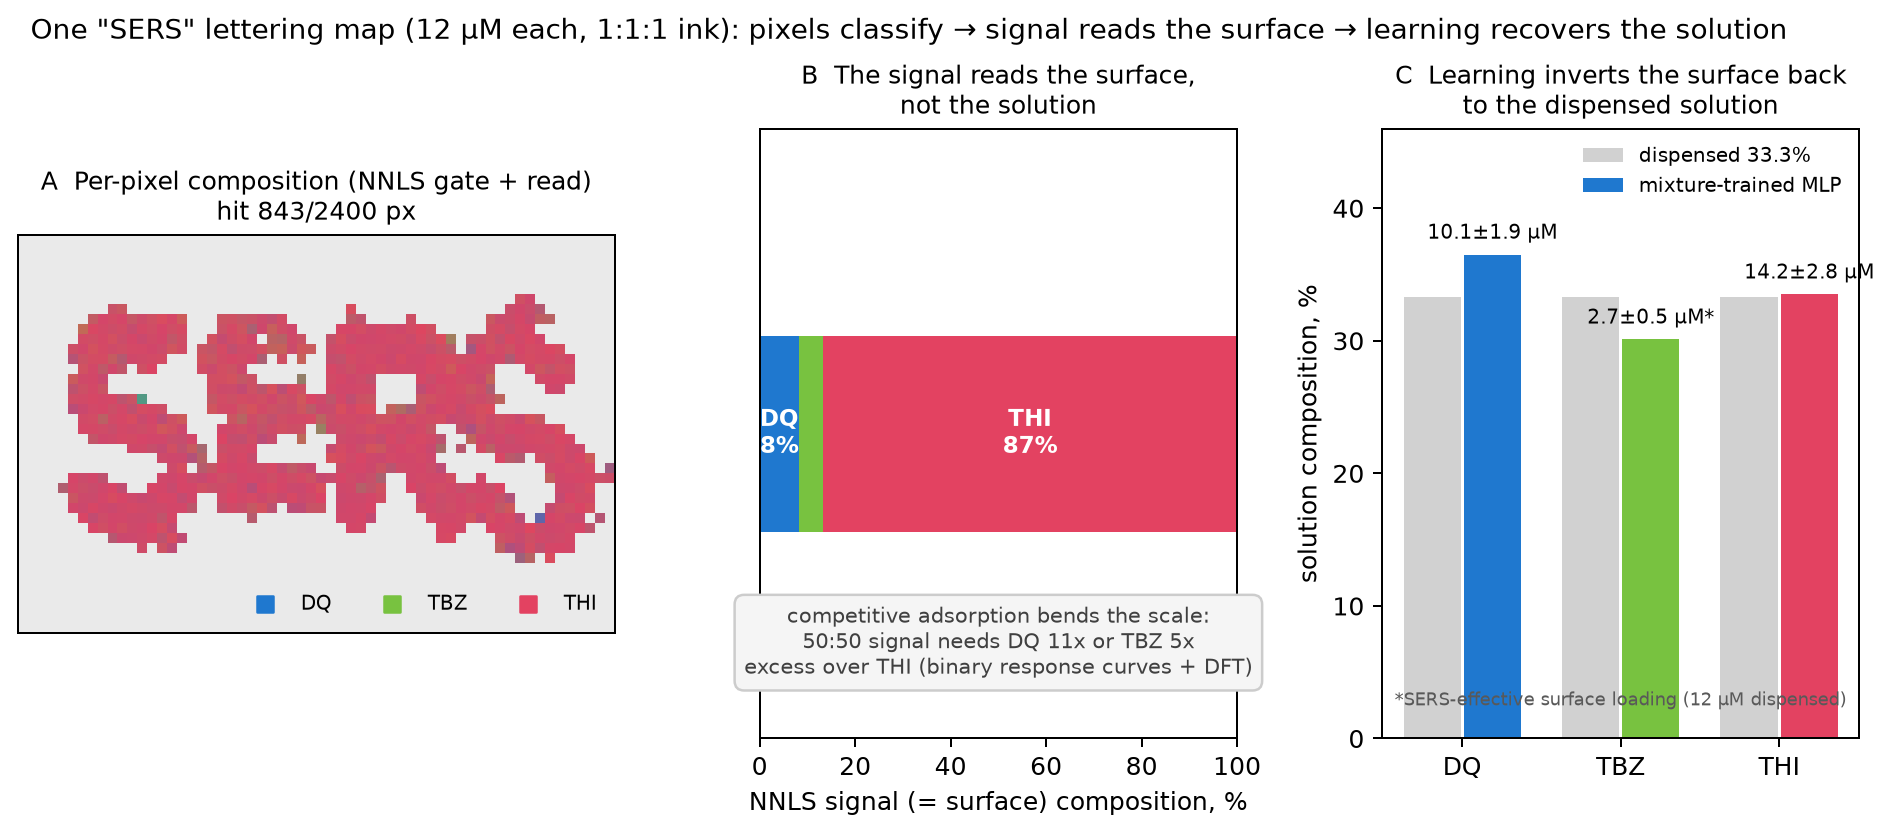 One "SERS" lettering map (12 µM each, 1:1:1 ink): pixels classify → signal reads the surface → learning recovers the solution
A Per-pixel composition (NNLS gate + read)
hit 843/2400 px
DQ
TBZ
THI
B The signal reads the surface,
not the solution
DQ
8%
THI
87%
competitive adsorption bends the scale:
50:50 signal needs DQ 11x or TBZ 5x
excess over THI (binary response curves + DFT)
0 20 40 60 80 100
NNLS signal (= surface) composition, %
C Learning inverts the surface back
to the dispensed solution
dispensed 33.3%
mixture-trained MLP
solution composition, %
40
30
20
10
0
10.1±1.9 µM
2.7±0.5 µM*
14.2±2.8 µM
*SERS-effective surface loading (12 µM dispensed)
DQ TBZ THI